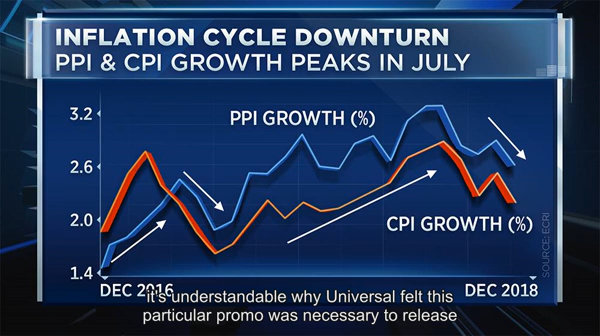 INFLATION CYCLE DOWNTURN
PPI & CPI GROWTH PEAKS IN JULY
3.2
PPI GROWTH (%)
2.6
2.0
CPI GROWTH (%)
SOURCE: ECRI
1.4
DEC 2016
DEC 2018
it's understandable why Universal felt this
particular promo was necessary to release